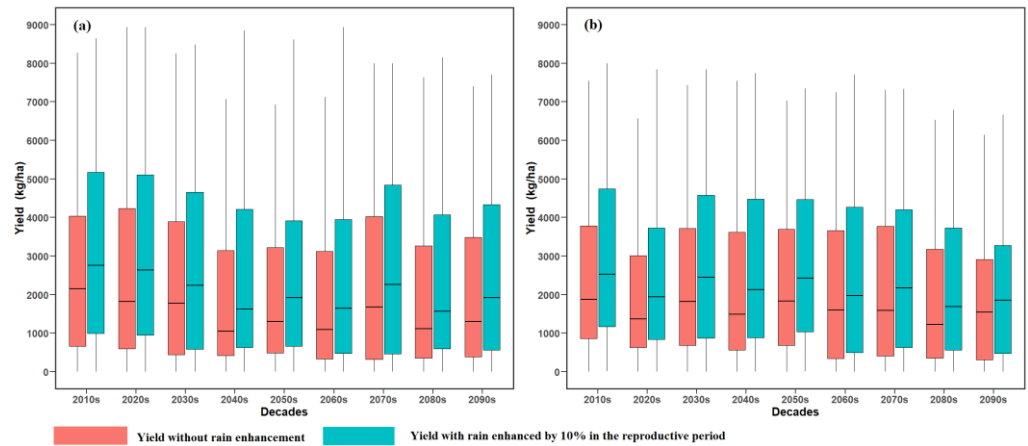 (a)
(b)
9000
8000
7000
6000
5000
4000
3000
2000
1000
0
Yield (kg/ha)
2010s 2020s 2030s 2040s 2050s 2060s 2070s 2080s 2090s
Decades
9000
8000
7000
6000
5000
4000
3000
2000
1000
0
Yield (kg/ha)
2010s 2020s 2030s 2040s 2050s 2060s 2070s 2080s 2090s
Decades
Yield without rain enhancement
Yield with rain enhanced by 10% in the reproductive period